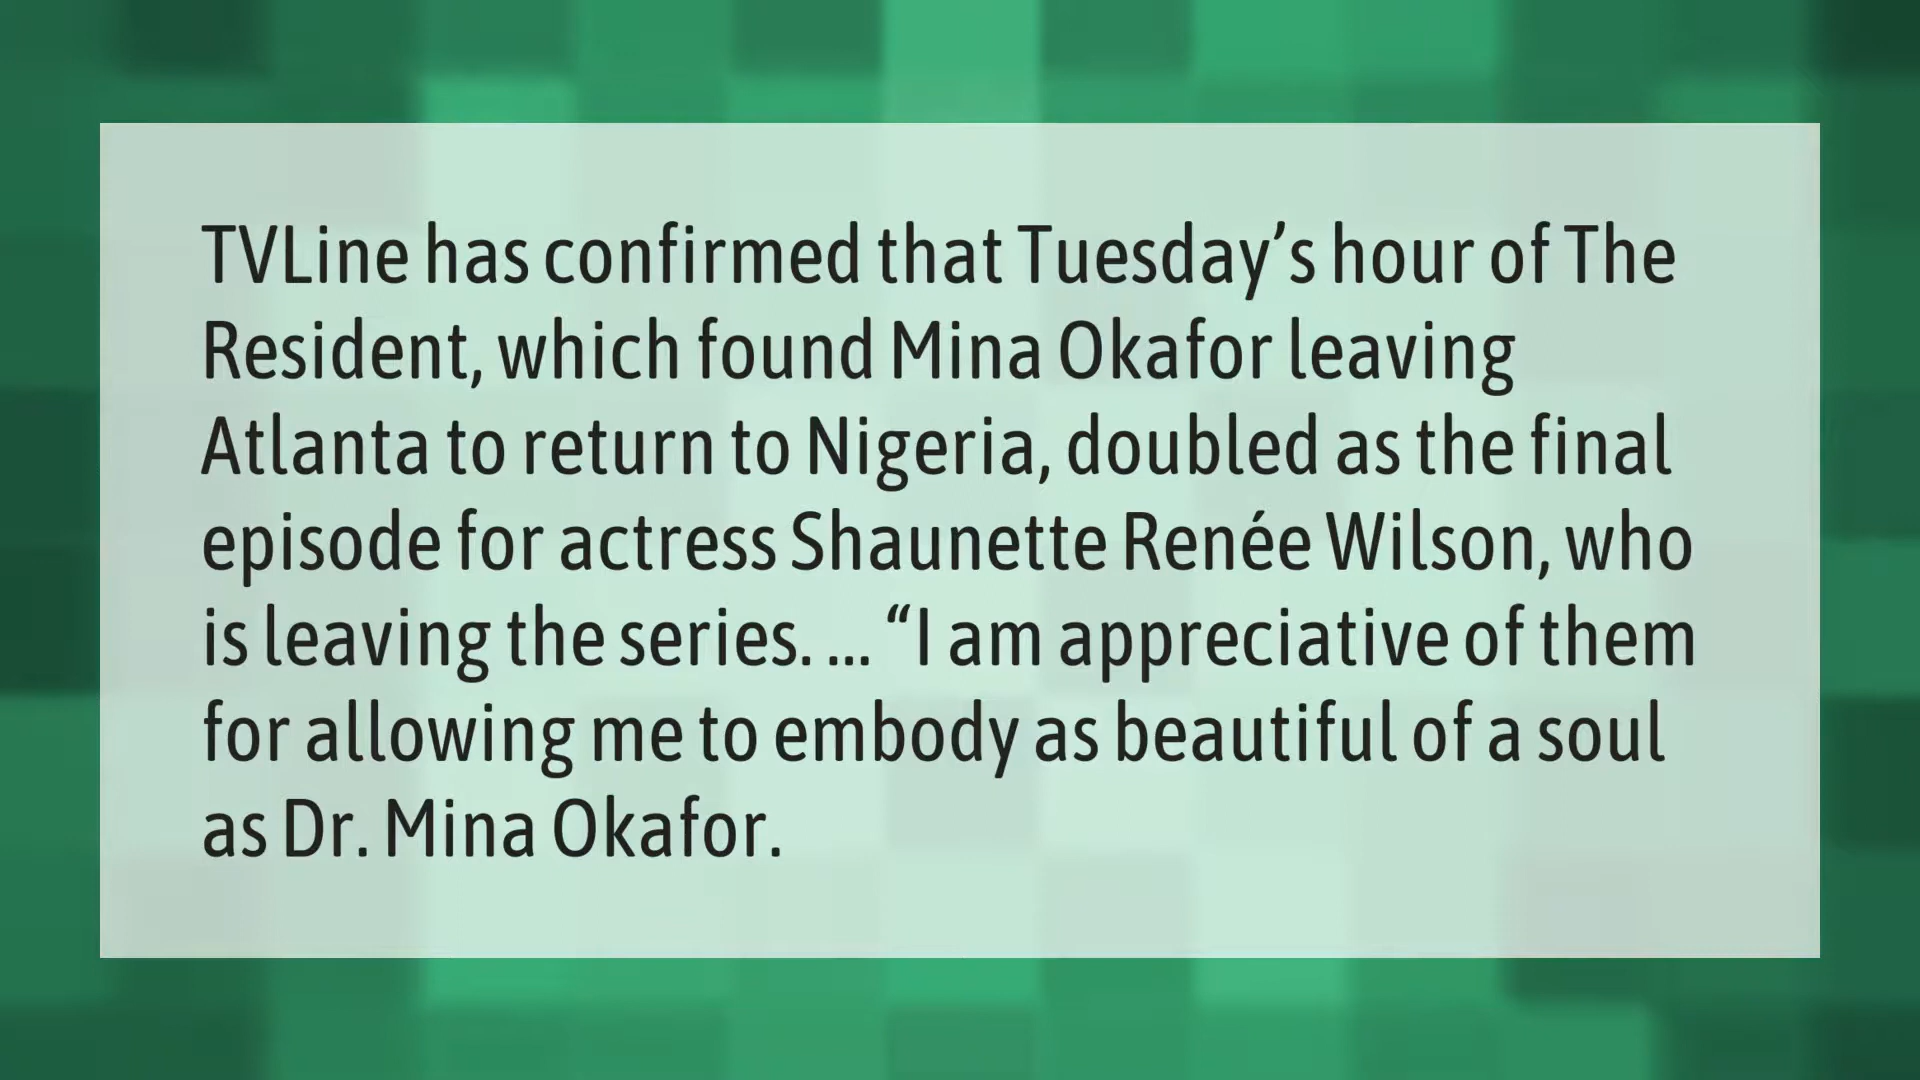 TVLine has confirmed that Tuesday’s hour of The
Resident, which found Mina Okafor leaving
Atlanta to return to Nigeria, doubled as the final
episode for actress Shaunette Renée Wilson, who
is leaving the series. ... “I am appreciative of them
for allowing me to embody as beautiful of a soul
as Dr. Mina Okafor.